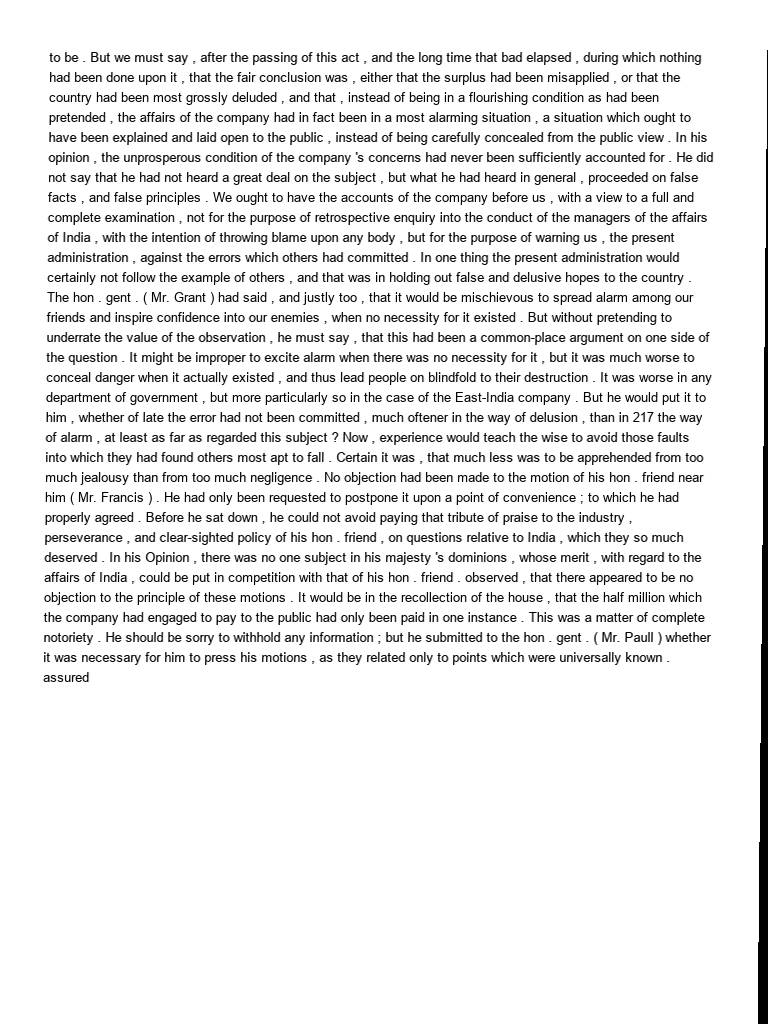 to be . But we must say , after the passing of this act , and the long time that bad elapsed , during which nothing
had been done upon it , that the fair conclusion was , either that the surplus had been misapplied , or that the
country had been most grossly deluded , and that , instead of being in a flourishing condition as had been
pretended , the affairs of the company had in fact been in a most alarming situation , a situation which ought to
have been explained and laid open to the public , instead of being carefully concealed from the public view . In his
opinion , the unprosperous condition of the company 's concerns had never been sufficiently accounted for . He did
not say that he had not heard a great deal on the subject , but what he had heard in general , proceeded on false
facts , and false principles . We ought to have the accounts of the company before us , with a view to a full and
complete examination , not for the purpose of retrospective enquiry into the conduct of the managers of the affairs
of India , with the intention of throwing blame upon any body , but for the purpose of warning us , the present
administration , against the errors which others had committed . In one thing the present administration would
certainly not follow the example of others , and that was in holding out false and delusive hopes to the country .
The hon . gent . ( Mr. Grant ) had said , and justly too , that it would be mischievous to spread alarm among our
friends and inspire confidence into our enemies , when no necessity for it existed . But without pretending to
underrate the value of the observation , he must say , that this had been a common-place argument on one side of
the question . It might be improper to excite alarm when there was no necessity for it , but it was much worse to
conceal danger when it actually existed , and thus lead people on blindfold to their destruction . It was worse in any
department of government , but more particularly so in the case of the East-India company . But he would put it to
him , whether of late the error had not been committed , much oftener in the way of delusion , than in 217 the way
of alarm , at least as far as regarded this subject ? Now , experience would teach the wise to avoid those faults
into which they had found others most apt to fall . Certain it was , that much less was to be apprehended from too
much jealousy than from too much negligence . No objection had been made to the motion of his hon . friend near
him ( Mr. Francis ) . He had only been requested to postpone it upon a point of convenience ; to which he had
properly agreed . Before he sat down , he could not avoid paying that tribute of praise to the industry ,
perseverance , and clear-sighted policy of his hon . friend , on questions relative to India , which they so much
deserved . In his Opinion , there was no one subject in his majesty 's dominions , whose merit , with regard to the
affairs of India , could be put in competition with that of his hon . friend . observed , that there appeared to be no
objection to the principle of these motions . It would be in the recollection of the house , that the half million which
the company had engaged to pay to the public had only been paid in one instance . This was a matter of complete
notoriety . He should be sorry to withhold any information ; but he submitted to the hon . gent . ( Mr. Paull ) whether
it was necessary for him to press his motions , as they related only to points which were universally known .
assured